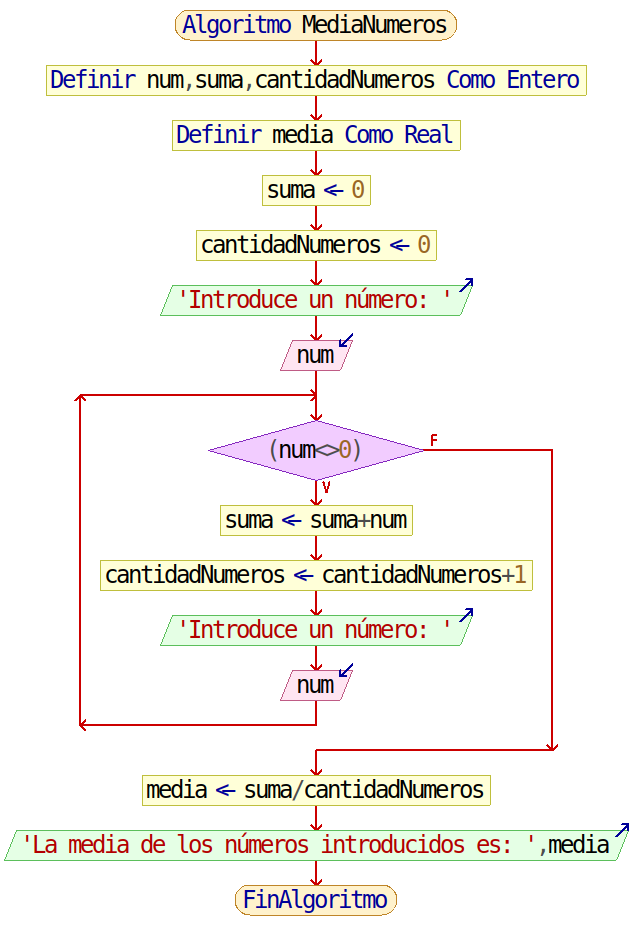 Algoritmo MediaNumeros
Definir num,suma,cantidadNumeros Como Entero
Definir media Como Real
suma <- 0
cantidadNumeros <- 0
'Introduce un número: '
num
(num<>0)
F
V
suma <- suma+num
cantidadNumeros <- cantidadNumeros+1
'Introduce un número: '
num
media <- suma/cantidadNumeros
'La media de los números introducidos es: ',media
FinAlgoritmo